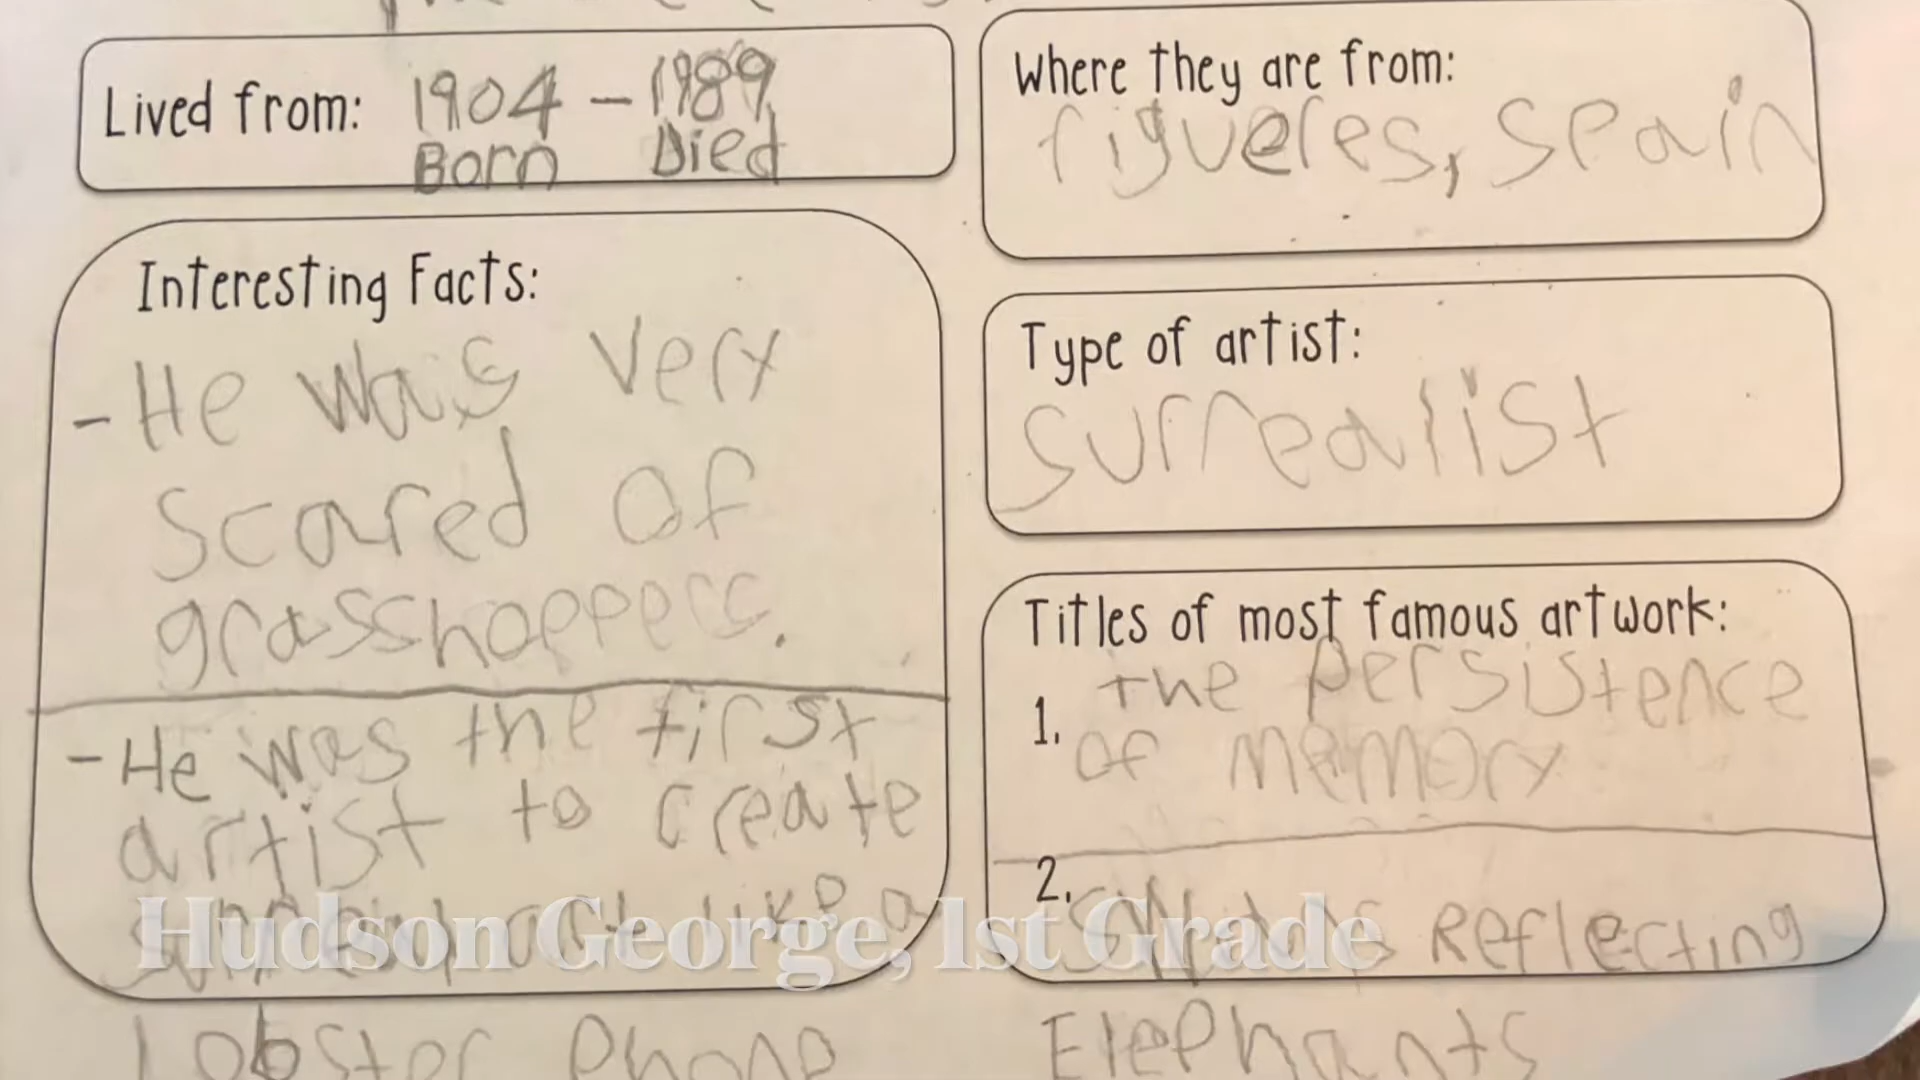 Lived from: 1904 - 1989
Born Died
Where they are from:
figueres, Spain
Interesting Facts:
- He was very
scared of
grasshoppers.
- He was the first
artist to create
art like a
Lobster Phone
Type of artist:
surrealist
Titles of most famous artwork:
1. The Persistence
of Memory
2. Reflecting
Elephants
Hudson George, 1st Grade